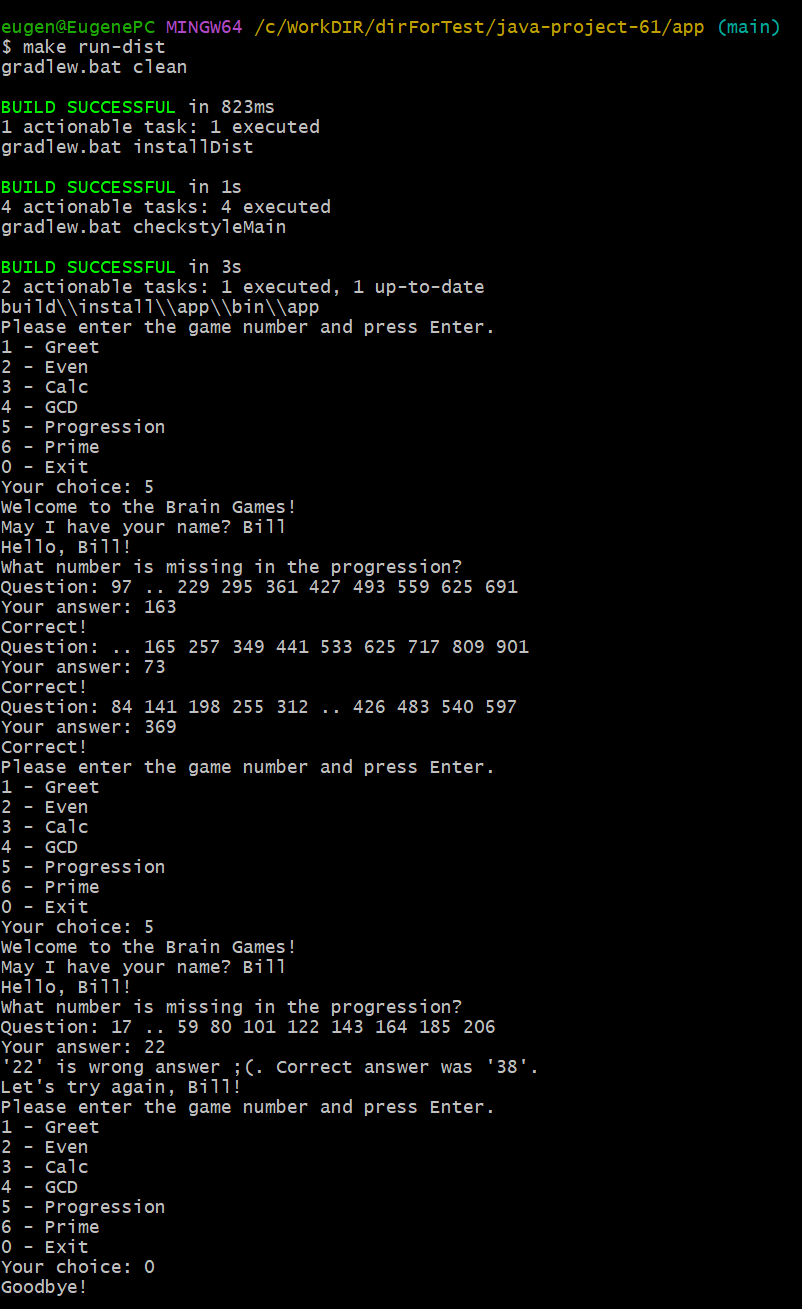 eugen@EugenePC MINGW64 /c/WorkDIR/dirForTest/java-project-61/app (main)
$ make run-dist
gradlew.bat clean
BUILD SUCCESSFUL in 823ms
1 actionable task: 1 executed
gradlew.bat installDist
BUILD SUCCESSFUL in 1s
4 actionable tasks: 4 executed
gradlew.bat checkstyleMain
BUILD SUCCESSFUL in 3s
2 actionable tasks: 1 executed, 1 up-to-date
build\\install\\app\\bin\\app
Please enter the game number and press Enter.
1 - Greet
2 - Even
3 - Calc
4 - GCD
5 - Progression
6 - Prime
0 - Exit
Your choice: 5
Welcome to the Brain Games!
May I have your name? Bill
Hello, Bill!
What number is missing in the progression?
Question: 97 .. 229 295 361 427 493 559 625 691
Your answer: 163
Correct!
Question: .. 165 257 349 441 533 625 717 809 901
Your answer: 73
Correct!
Question: 84 141 198 255 312 .. 426 483 540 597
Your answer: 369
Correct!
Please enter the game number and press Enter.
1 - Greet
2 - Even
3 - Calc
4 - GCD
5 - Progression
6 - Prime
0 - Exit
Your choice: 5
Welcome to the Brain Games!
May I have your name? Bill
Hello, Bill!
What number is missing in the progression?
Question: 17 .. 59 80 101 122 143 164 185 206
Your answer: 22
'22' is wrong answer ;(. Correct answer was '38'.
Let's try again, Bill!
Please enter the game number and press Enter.
1 - Greet
2 - Even
3 - Calc
4 - GCD
5 - Progression
6 - Prime
0 - Exit
Your choice: 0
Goodbye!